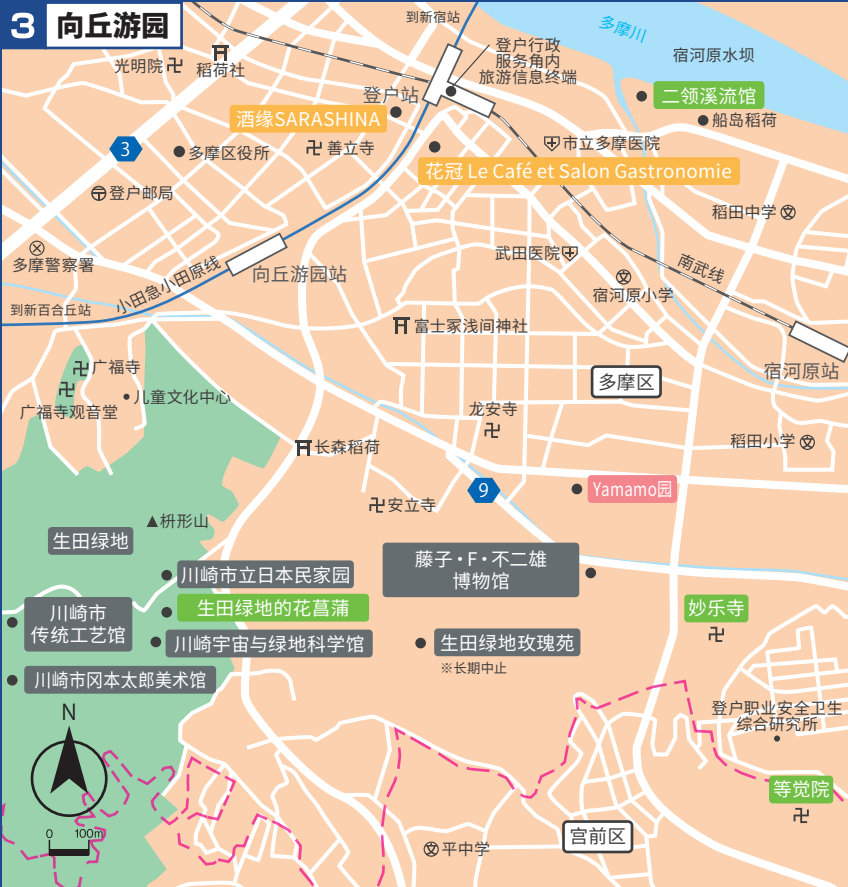 3 向丘游园
到新宿站
多摩川
宿河原水坝
光明院
稻荷社
登户行政
服务角内
旅游信息终端
登户站
二领溪流馆
船岛稻荷
酒缘SARASHINA
3
多摩区役所
善立寺
市立多摩医院
花冠 Le Café et Salon Gastronomie
登户邮局
稻田中学
多摩警察署
武田医院
南武线
小田急小田原线
向丘游园站
宿河原小学
到新百合丘站
富士冢浅间神社
宿河原站
广福寺
广福寺观音堂
儿童文化中心
多摩区
龙安寺
长森稻荷
稻田小学
9
Yamamo园
安立寺
枡形山
生田绿地
川崎市立日本民家园
藤子・F・不二雄
博物馆
生田绿地的花菖蒲
川崎市
传统工艺馆
妙乐寺
川崎宇宙与绿地科学馆
生田绿地玫瑰苑
※长期中止
川崎市冈本太郎美术馆
N
登户职业安全卫生
综合研究所
等觉院
0 100m
平中学
宫前区